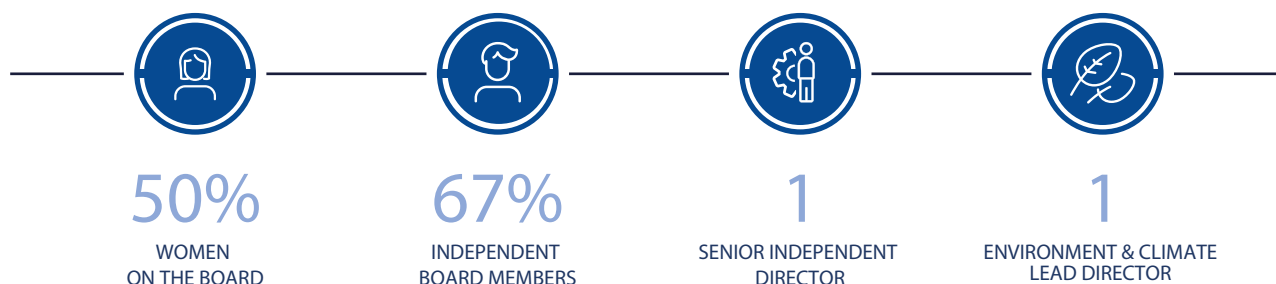 50%
WOMEN
ON THE BOARD
67%
INDEPENDENT
BOARD MEMBERS
1
SENIOR INDEPENDENT
DIRECTOR
1
ENVIRONMENT & CLIMATE
LEAD DIRECTOR